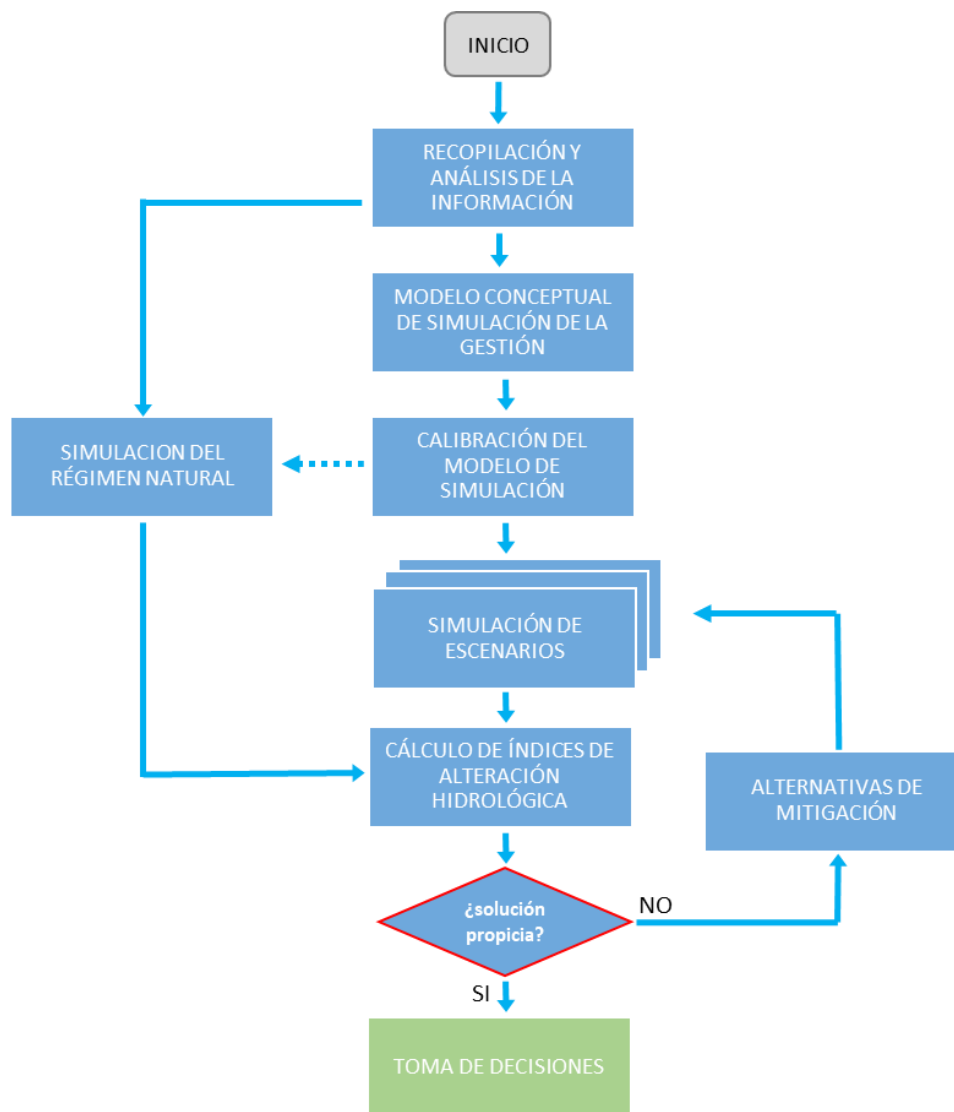 INICIO
RECOPILACIÓN Y
ANÁLISIS DE LA
INFORMACIÓN
MODELO CONCEPTUAL
DE SIMULACIÓN DE LA
GESTIÓN
SIMULACION DEL
RÉGIMEN NATURAL
CALIBRACIÓN DEL
MODELO DE
SIMULACIÓN
SIMULACIÓN DE
ESCENARIOS
CÁLCULO DE ÍNDICES DE
ALTERACIÓN
HIDROLÓGICA
ALTERNATIVAS DE
MITIGACIÓN
¿solución
propicia?
NO
SI
TOMA DE DECISIONES